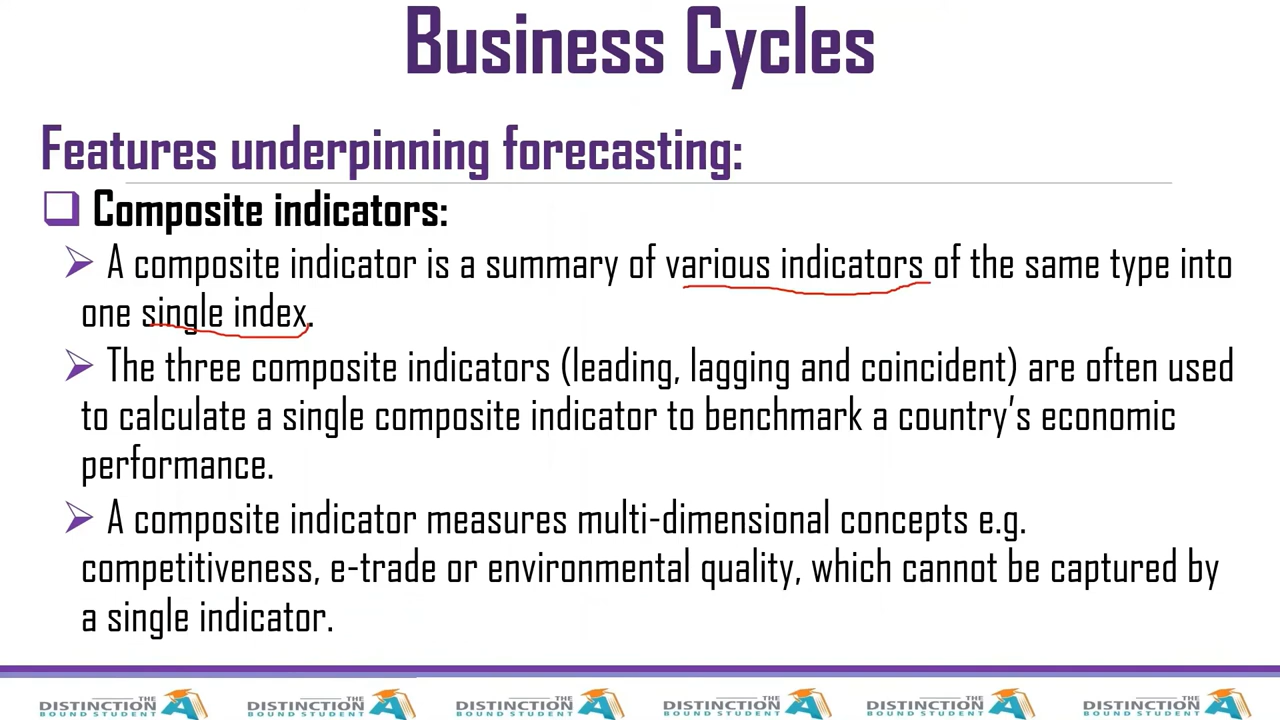 Business Cycles
Features underpinning forecasting:
Composite indicators:
A composite indicator is a summary of various indicators of the same type into
one single index.
The three composite indicators (leading, lagging and coincident) are often used
to calculate a single composite indicator to benchmark a country's economic
performance.
A composite indicator measures multi-dimensional concepts e.g.
competitiveness, e-trade or environmental quality, which cannot be captured by
a single indicator.
THE DISTINCTION BOUND STUDENT A
THE DISTINCTION BOUND STUDENT A
THE DISTINCTION BOUND STUDENT A
THE DISTINCTION BOUND STUDENT A
THE DISTINCTION BOUND STUDENT A
THE DISTINCTION BOUND STUDENT A